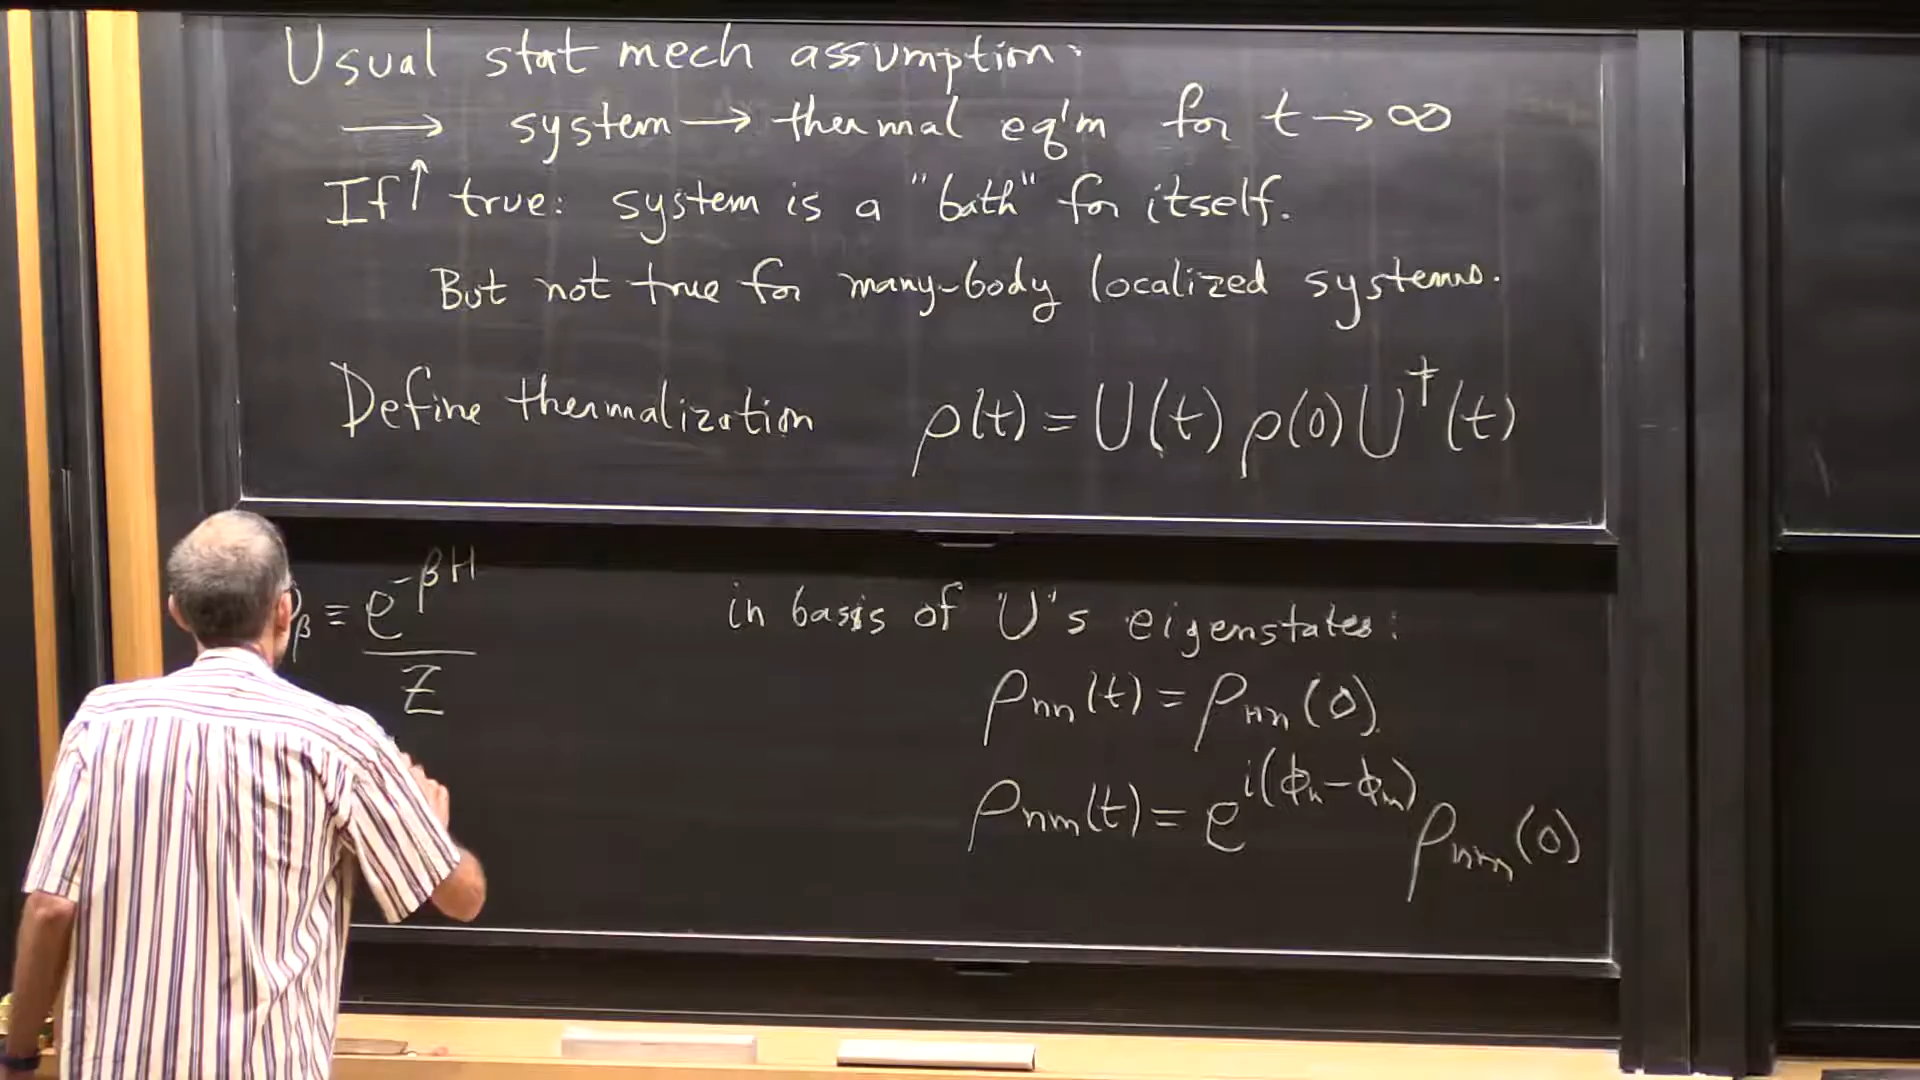 Usual stat mech assumption:
→ system → thermal eq'm for t → ∞
If ↑ true: system is a "bath" for itself.
But not true for many-body localized systems.
Define thermalization ρ(t) = U(t) ρ(0) U†(t)
ρ_β = e^{-βH} / Z
in basis of U's eigenstates:
ρ_nn(t) = ρ_nn(0)
ρ_nm(t) = e^{i(ϕ_n - ϕ_m)} ρ_nm(0)